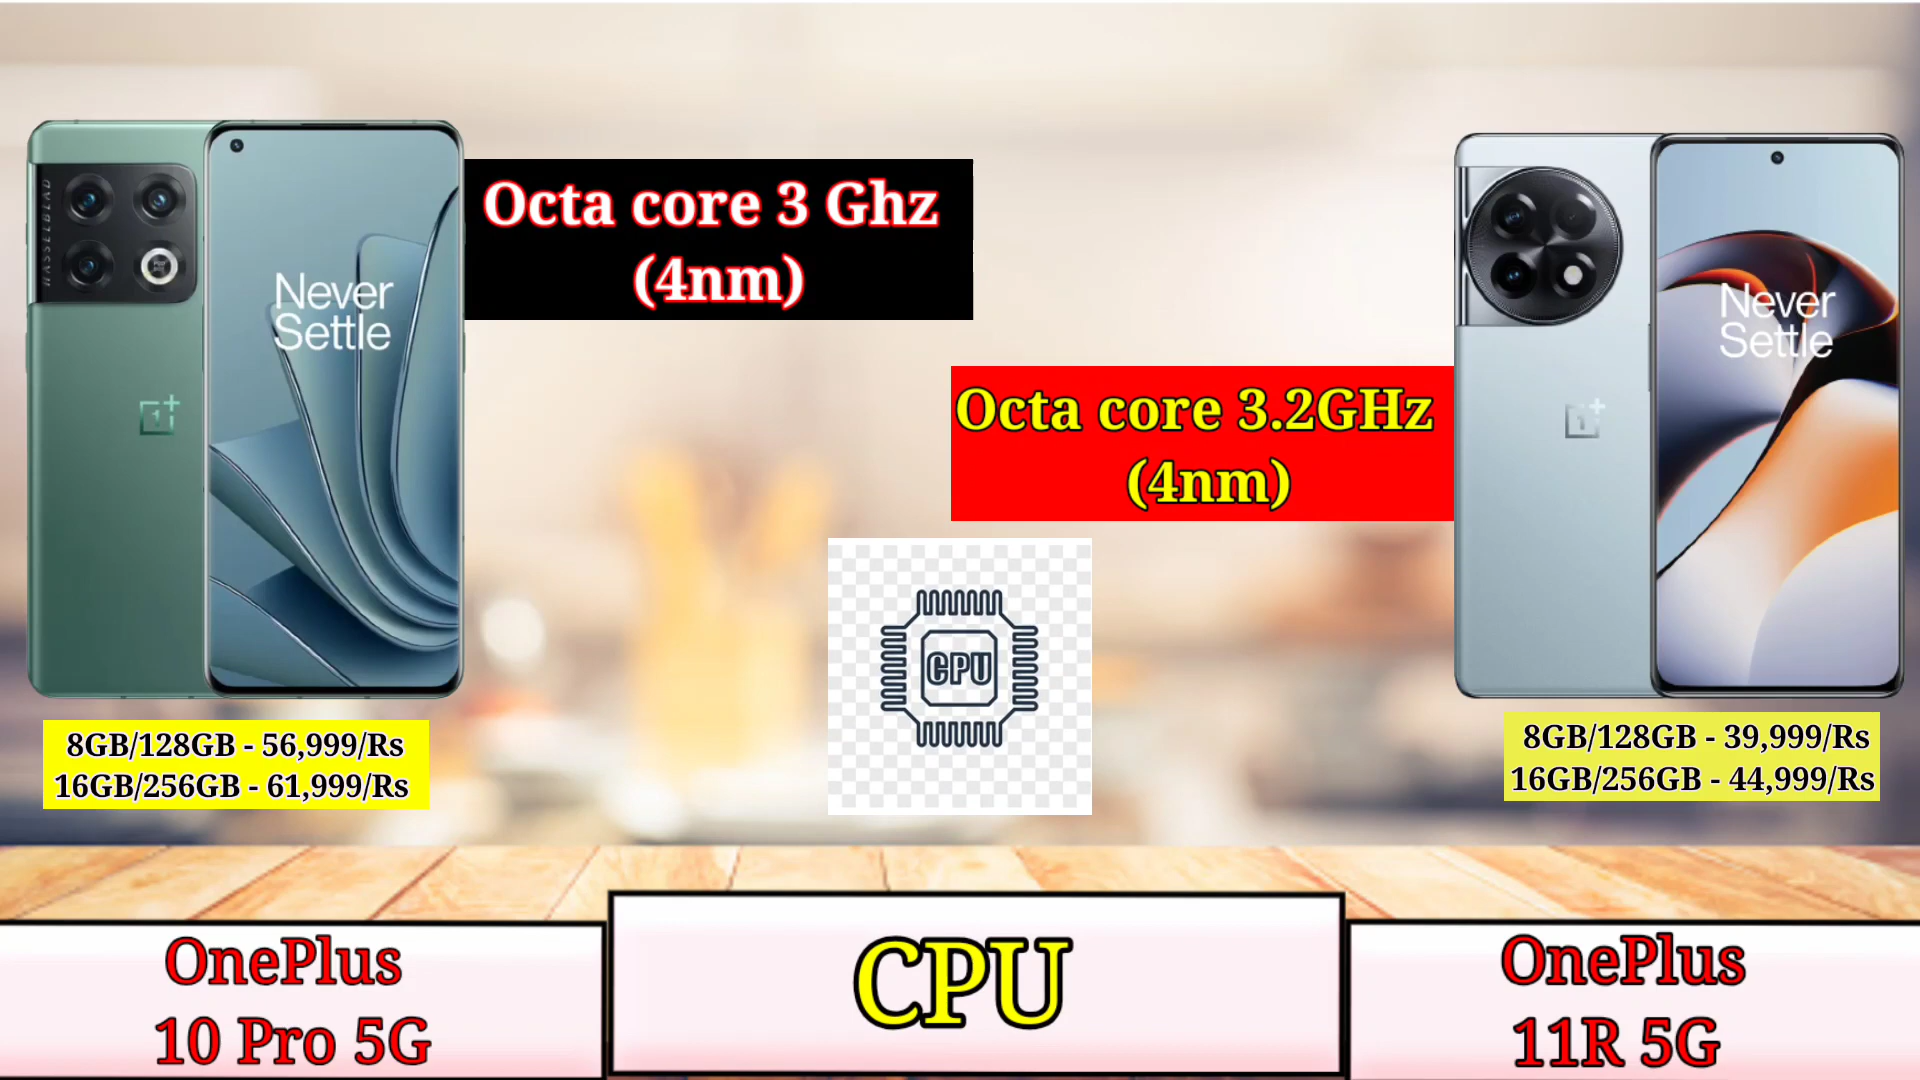 HASSELBLAD
Never
Settle
Octa core 3 Ghz
(4nm)
Octa core 3.2GHz
(4nm)
Never
Settle
CPU
8GB/128GB - 56,999/Rs
16GB/256GB - 61,999/Rs
8GB/128GB - 39,999/Rs
16GB/256GB - 44,999/Rs
OnePlus
10 Pro 5G
CPU
OnePlus
11R 5G